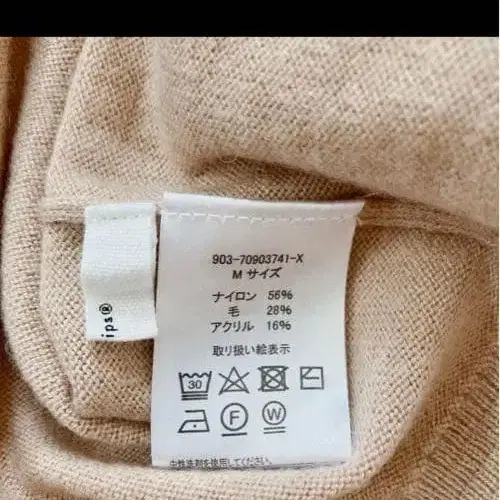 903-70903741-X
M サイズ
ナイロン 56%
毛 28%
アクリル 16%
取り扱い絵表示
30
F W
ips®